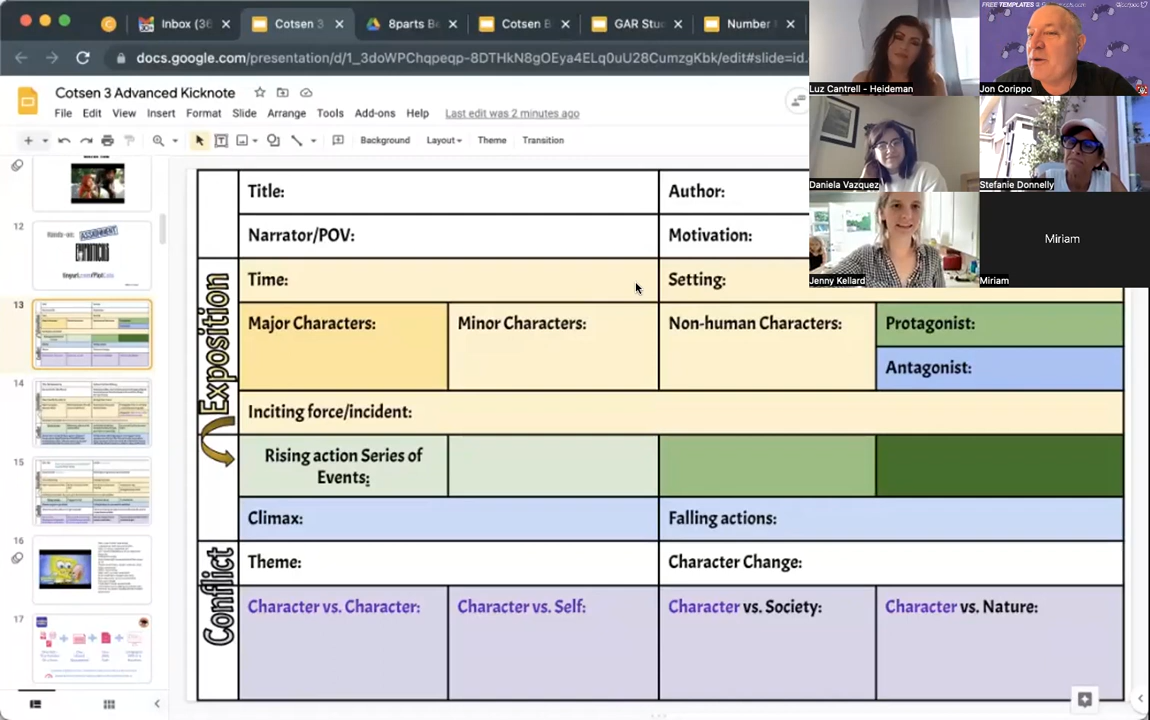 Inbox (36
Cotsen 3
8parts B
Cotsen B
GAR Stu
Number
docs.google.com/presentation/d/1_3doWPChqpeqp-8DTHkN8gOEya4ELq0uU28CumzgKbk/edit#slide=id.
Cotsen 3 Advanced Kicknote
File Edit View Insert Format Slide Arrange Tools Add-ons Help Last edit was 2 minutes ago
Background Layout Theme Transition
FREE TEMPLATES
Luz Cantrell - Heideman
Jon Corippo
Daniela Vazquez
Stefanie Donnelly
Jenny Kellard
Miriam
Miriam
12
Hands-on:
13
14
15
16
17
Title:
Author:
Narrator/POV:
Motivation:
Exposition
Time:
Setting:
Major Characters:
Minor Characters:
Non-human Characters:
Protagonist:
Antagonist:
Inciting force/incident:
Rising action Series of
Events:
Climax:
Falling actions:
Conflict
Theme:
Character Change:
Character vs. Character:
Character vs. Self:
Character vs. Society:
Character vs. Nature: